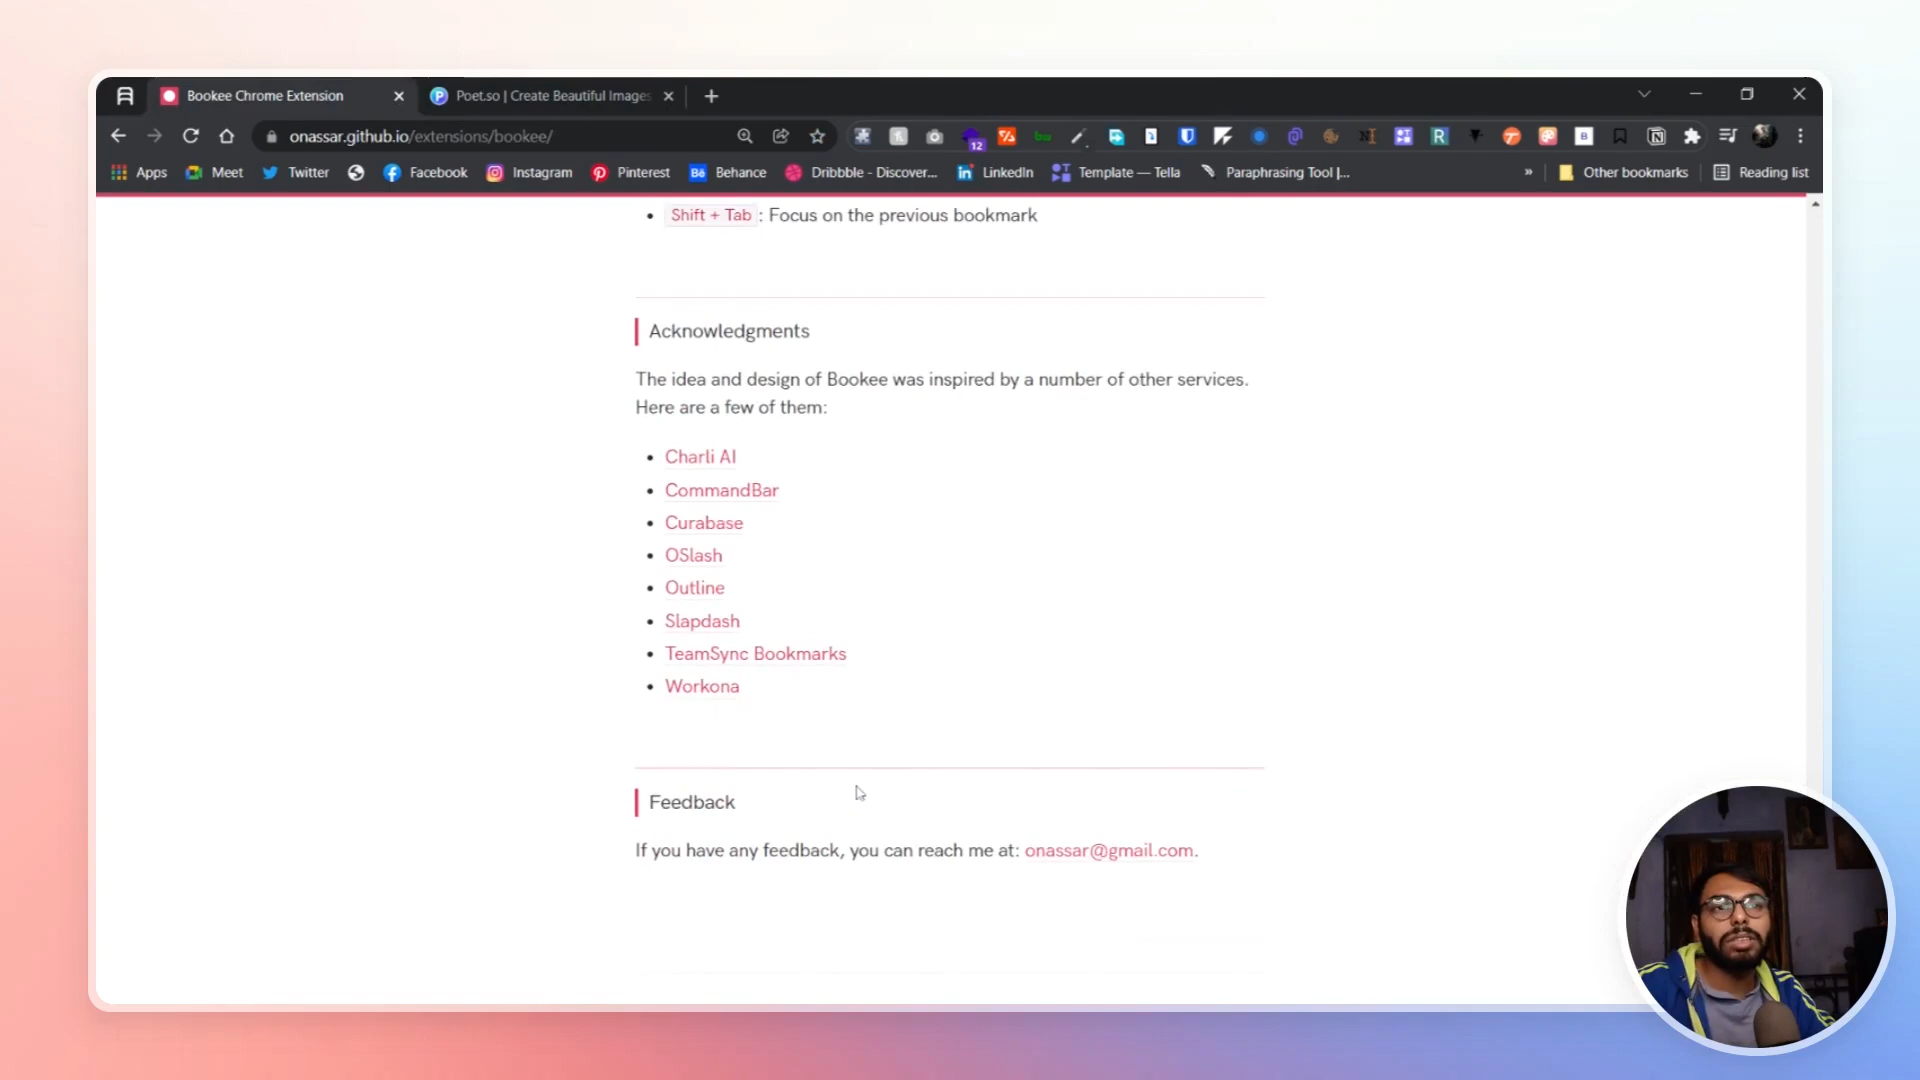 Bookee Chrome Extension
Poet.so | Create Beautiful Images
onassar.github.io/extensions/bookee/
12
Apps
Meet
Twitter
Facebook
Instagram
Pinterest
Behance
Dribbble - Discover...
LinkedIn
Template — Tella
Paraphrasing Tool |...
»
Other bookmarks
Reading list
• Shift + Tab : Focus on the previous bookmark
Acknowledgments
The idea and design of Bookee was inspired by a number of other services.
Here are a few of them:
• Charli AI
• CommandBar
• Curabase
• OSlash
• Outline
• Slapdash
• TeamSync Bookmarks
• Workona
Feedback
If you have any feedback, you can reach me at: onassar@gmail.com.